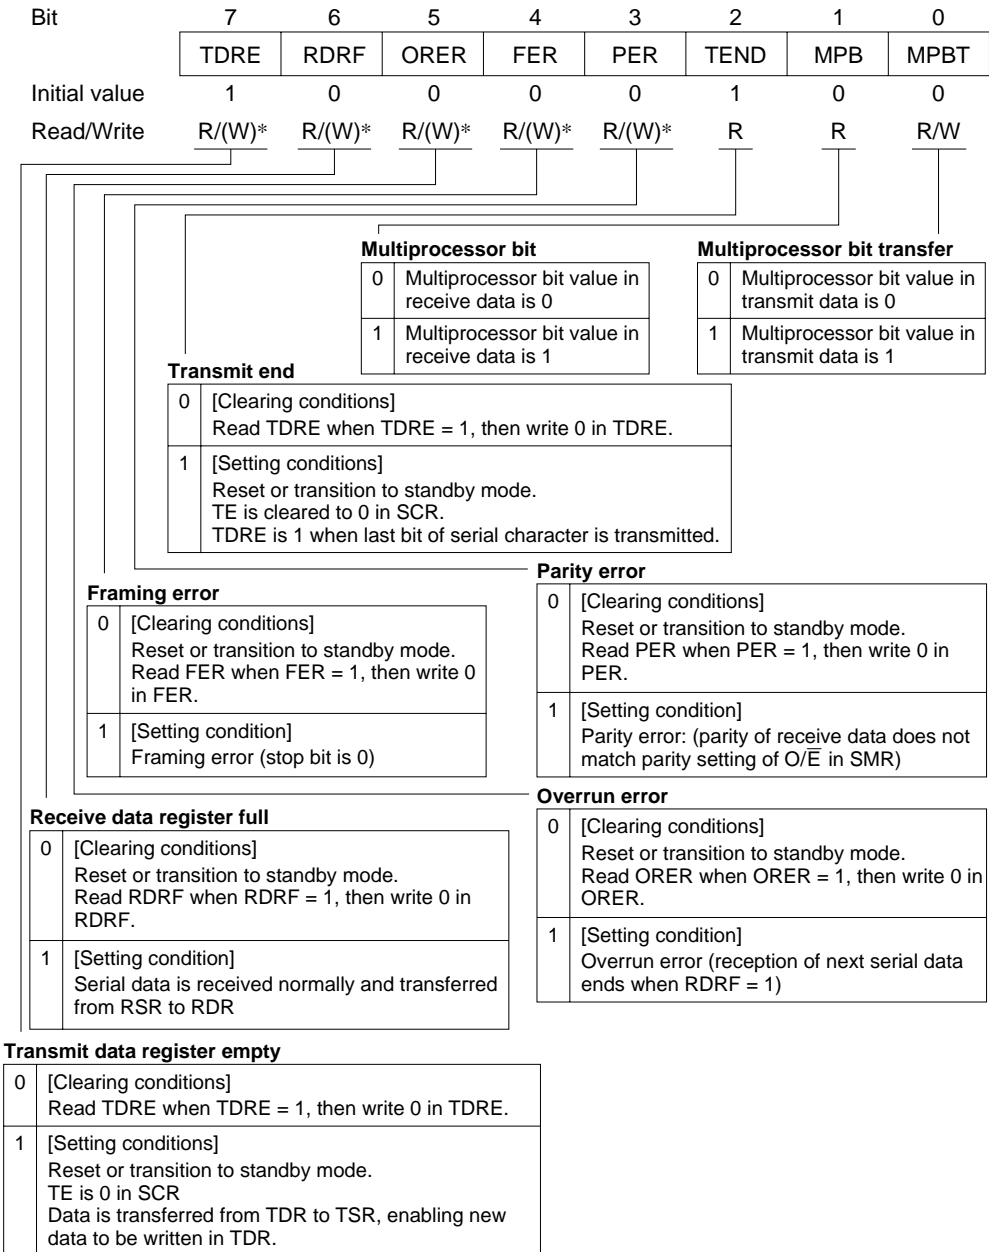 Bit 7 6 5 4 3 2 1 0
TDRE RDRF ORER FER PER TEND MPB MPBT
Initial value 1 0 0 0 0 1 0 0
Read/Write R/(W)* R/(W)* R/(W)* R/(W)* R/(W)* R R R/W
Multiprocessor bit
0 Multiprocessor bit value in
receive data is 0
1 Multiprocessor bit value in
receive data is 1
Multiprocessor bit transfer
0 Multiprocessor bit value in
transmit data is 0
1 Multiprocessor bit value in
transmit data is 1
Transmit end
0 [Clearing conditions]
Read TDRE when TDRE = 1, then write 0 in TDRE.
1 [Setting conditions]
Reset or transition to standby mode.
TE is cleared to 0 in SCR.
TDRE is 1 when last bit of serial character is transmitted.
Framing error
0 [Clearing conditions]
Reset or transition to standby mode.
Read FER when FER = 1, then write 0
in FER.
1 [Setting condition]
Framing error (stop bit is 0)
Parity error
0 [Clearing conditions]
Reset or transition to standby mode.
Read PER when PER = 1, then write 0 in
PER.
1 [Setting condition]
Parity error: (parity of receive data does not
match parity setting of O/E̅ in SMR)
Receive data register full
0 [Clearing conditions]
Reset or transition to standby mode.
Read RDRF when RDRF = 1, then write 0 in
RDRF.
1 [Setting condition]
Serial data is received normally and transferred
from RSR to RDR
Overrun error
0 [Clearing conditions]
Reset or transition to standby mode.
Read ORER when ORER = 1, then write 0 in
ORER.
1 [Setting condition]
Overrun error (reception of next serial data
ends when RDRF = 1)
Transmit data register empty
0 [Clearing conditions]
Read TDRE when TDRE = 1, then write 0 in TDRE.
1 [Setting conditions]
Reset or transition to standby mode.
TE is 0 in SCR
Data is transferred from TDR to TSR, enabling new
data to be written in TDR.